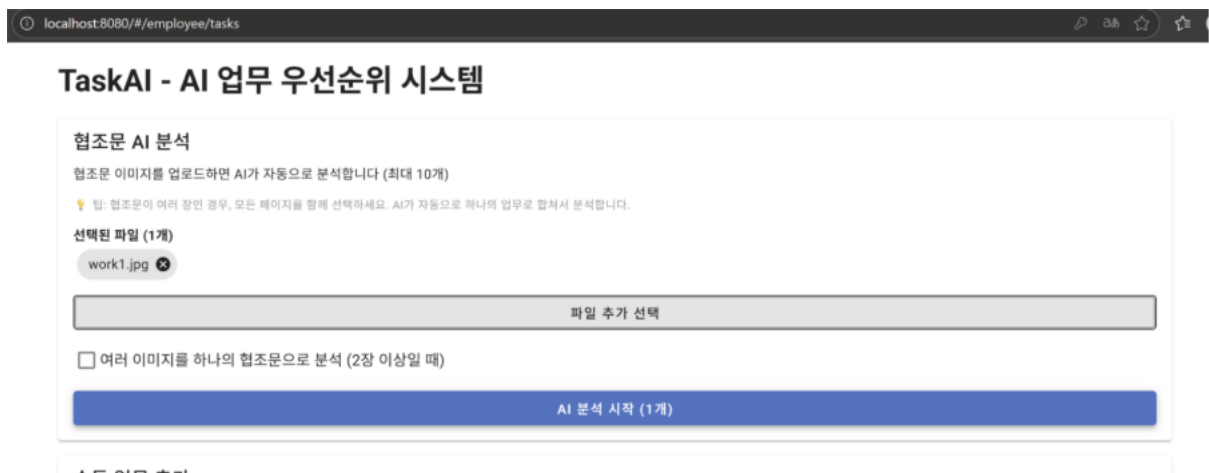 localhost:8080/#/employee/tasks
TaskAI - AI 업무 우선순위 시스템
협조문 AI 분석
협조문 이미지를 업로드하면 AI가 자동으로 분석합니다 (최대 10개)
팁: 협조문이 여러 장인 경우, 모든 페이지를 함께 선택하세요. AI가 자동으로 하나의 업무로 합쳐서 분석합니다.
선택된 파일 (1개)
work1.jpg
파일 추가 선택
여러 이미지를 하나의 협조문으로 분석 (2장 이상일 때)
AI 분석 시작 (1개)